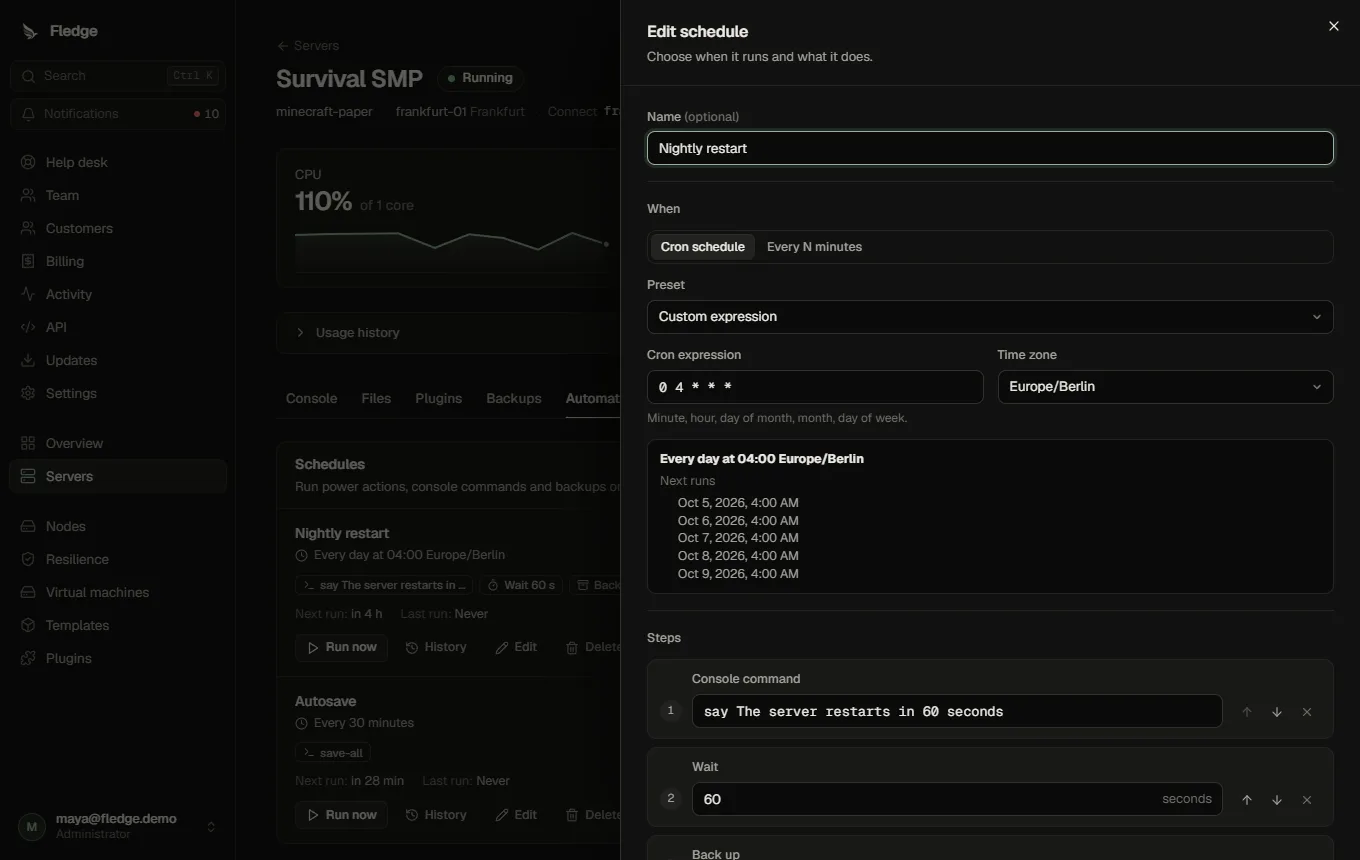 Fledge
Search
Ctrl K
Notifications
10
Help desk
Team
Customers
Billing
Activity
API
Updates
Settings
Overview
Servers
Nodes
Resilience
Virtual machines
Templates
Plugins
M
maya@fledge.demo
Administrator
Servers
Survival SMP
Running
minecraft-paper frankfurt-01 Frankfurt Connect
CPU
110% of 1 core
Usage history
Console Files Plugins Backups Automat
Schedules
Run power actions, console commands and backups
Nightly restart
Every day at 04:00 Europe/Berlin
say The server restarts in ... Wait 60 s Back
Next run: in 4 h Last run: Never
Run now History Edit Delete
Autosave
Every 30 minutes
save-all
Next run: in 28 min Last run: Never
Run now History Edit Delete
Edit schedule
Choose when it runs and what it does.
Name (optional)
Nightly restart
When
Cron schedule Every N minutes
Preset
Custom expression
Cron expression Time zone
0 4 * * * Europe/Berlin
Minute, hour, day of month, month, day of week.
Every day at 04:00 Europe/Berlin
Next runs
Oct 5, 2026, 4:00 AM
Oct 6, 2026, 4:00 AM
Oct 7, 2026, 4:00 AM
Oct 8, 2026, 4:00 AM
Oct 9, 2026, 4:00 AM
Steps
Console command
1 say The server restarts in 60 seconds
Wait
2 60 seconds
Back up